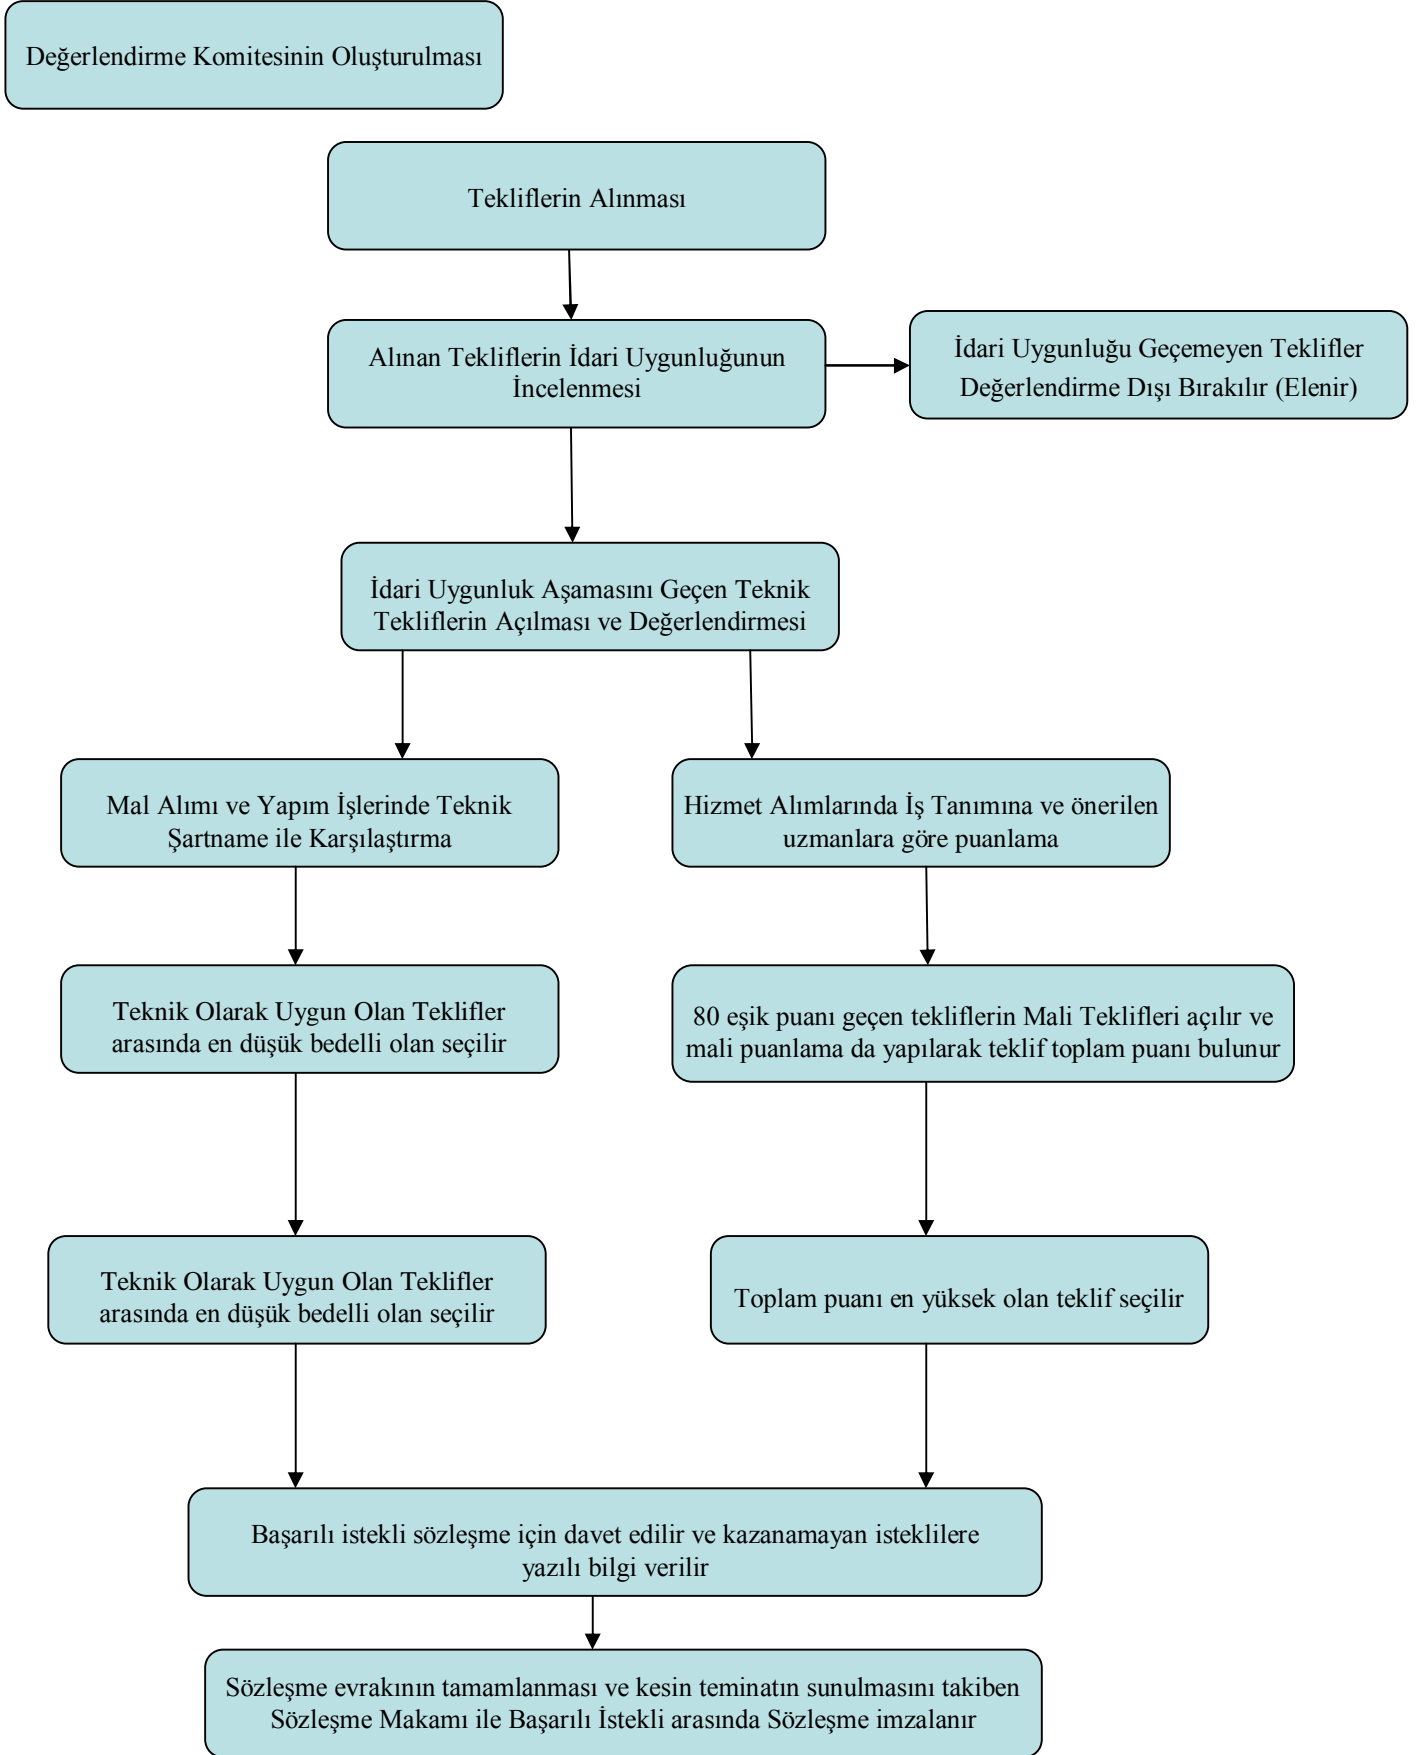 Değerlendirme Komitesinin Oluşturulması
Tekliflerin Alınması
Alınan Tekliflerin İdari Uygunluğunun
İncelenmesi
İdari Uygunluğu Geçemeyen Teklifler
Değerlendirme Dışı Bırakılır (Elenir)
İdari Uygunluk Aşamasını Geçen Teknik
Tekliflerin Açılması ve Değerlendirmesi
Mal Alımı ve Yapım İşlerinde Teknik
Şartname ile Karşılaştırma
Hizmet Alımlarında İş Tanımına ve önerilen
uzmanlara göre puanlama
Teknik Olarak Uygun Olan Teklifler
arasında en düşük bedelli olan seçilir
80 eşik puanı geçen tekliflerin Mali Teklifleri açılır ve
mali puanlama da yapılarak teklif toplam puanı bulunur
Teknik Olarak Uygun Olan Teklifler
arasında en düşük bedelli olan seçilir
Toplam puanı en yüksek olan teklif seçilir
Başarılı istekli sözleşme için davet edilir ve kazanamayan isteklilere
yazılı bilgi verilir
Sözleşme evrakının tamamlanması ve kesin teminatın sunulmasını takiben
Sözleşme Makamı ile Başarılı İstekli arasında Sözleşme imzalanır